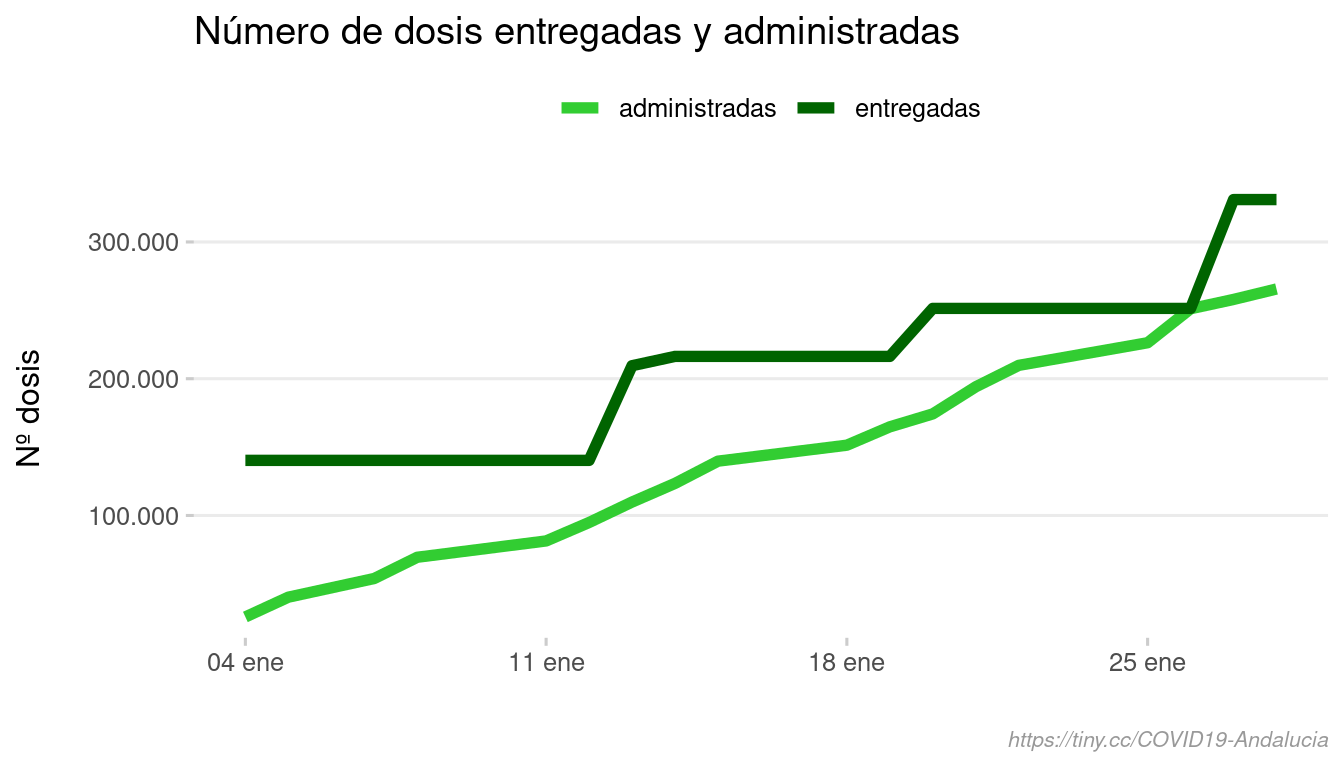 Número de dosis entregadas y administradas
administradas entregadas
300.000
200.000
100.000
Nº dosis
04 ene 11 ene 18 ene 25 ene
https://tiny.cc/COVID19-Andalucia